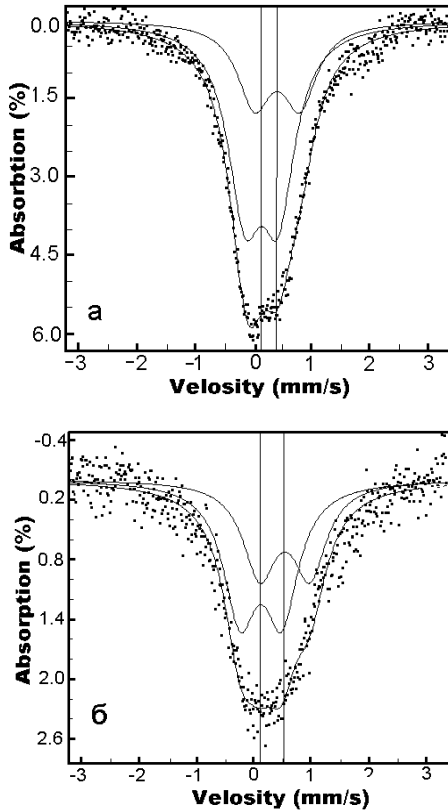 0.0
1.5
3.0
4.5
6.0
Absorbtion (%)
a
−3 −2 −1 0 1 2 3
Velosity (mm/s)
-0.4
0.2
0.8
1.4
2.0
2.6
Absorption (%)
б
-3 -2 -1 0 1 2 3
Velosity (mm/s)